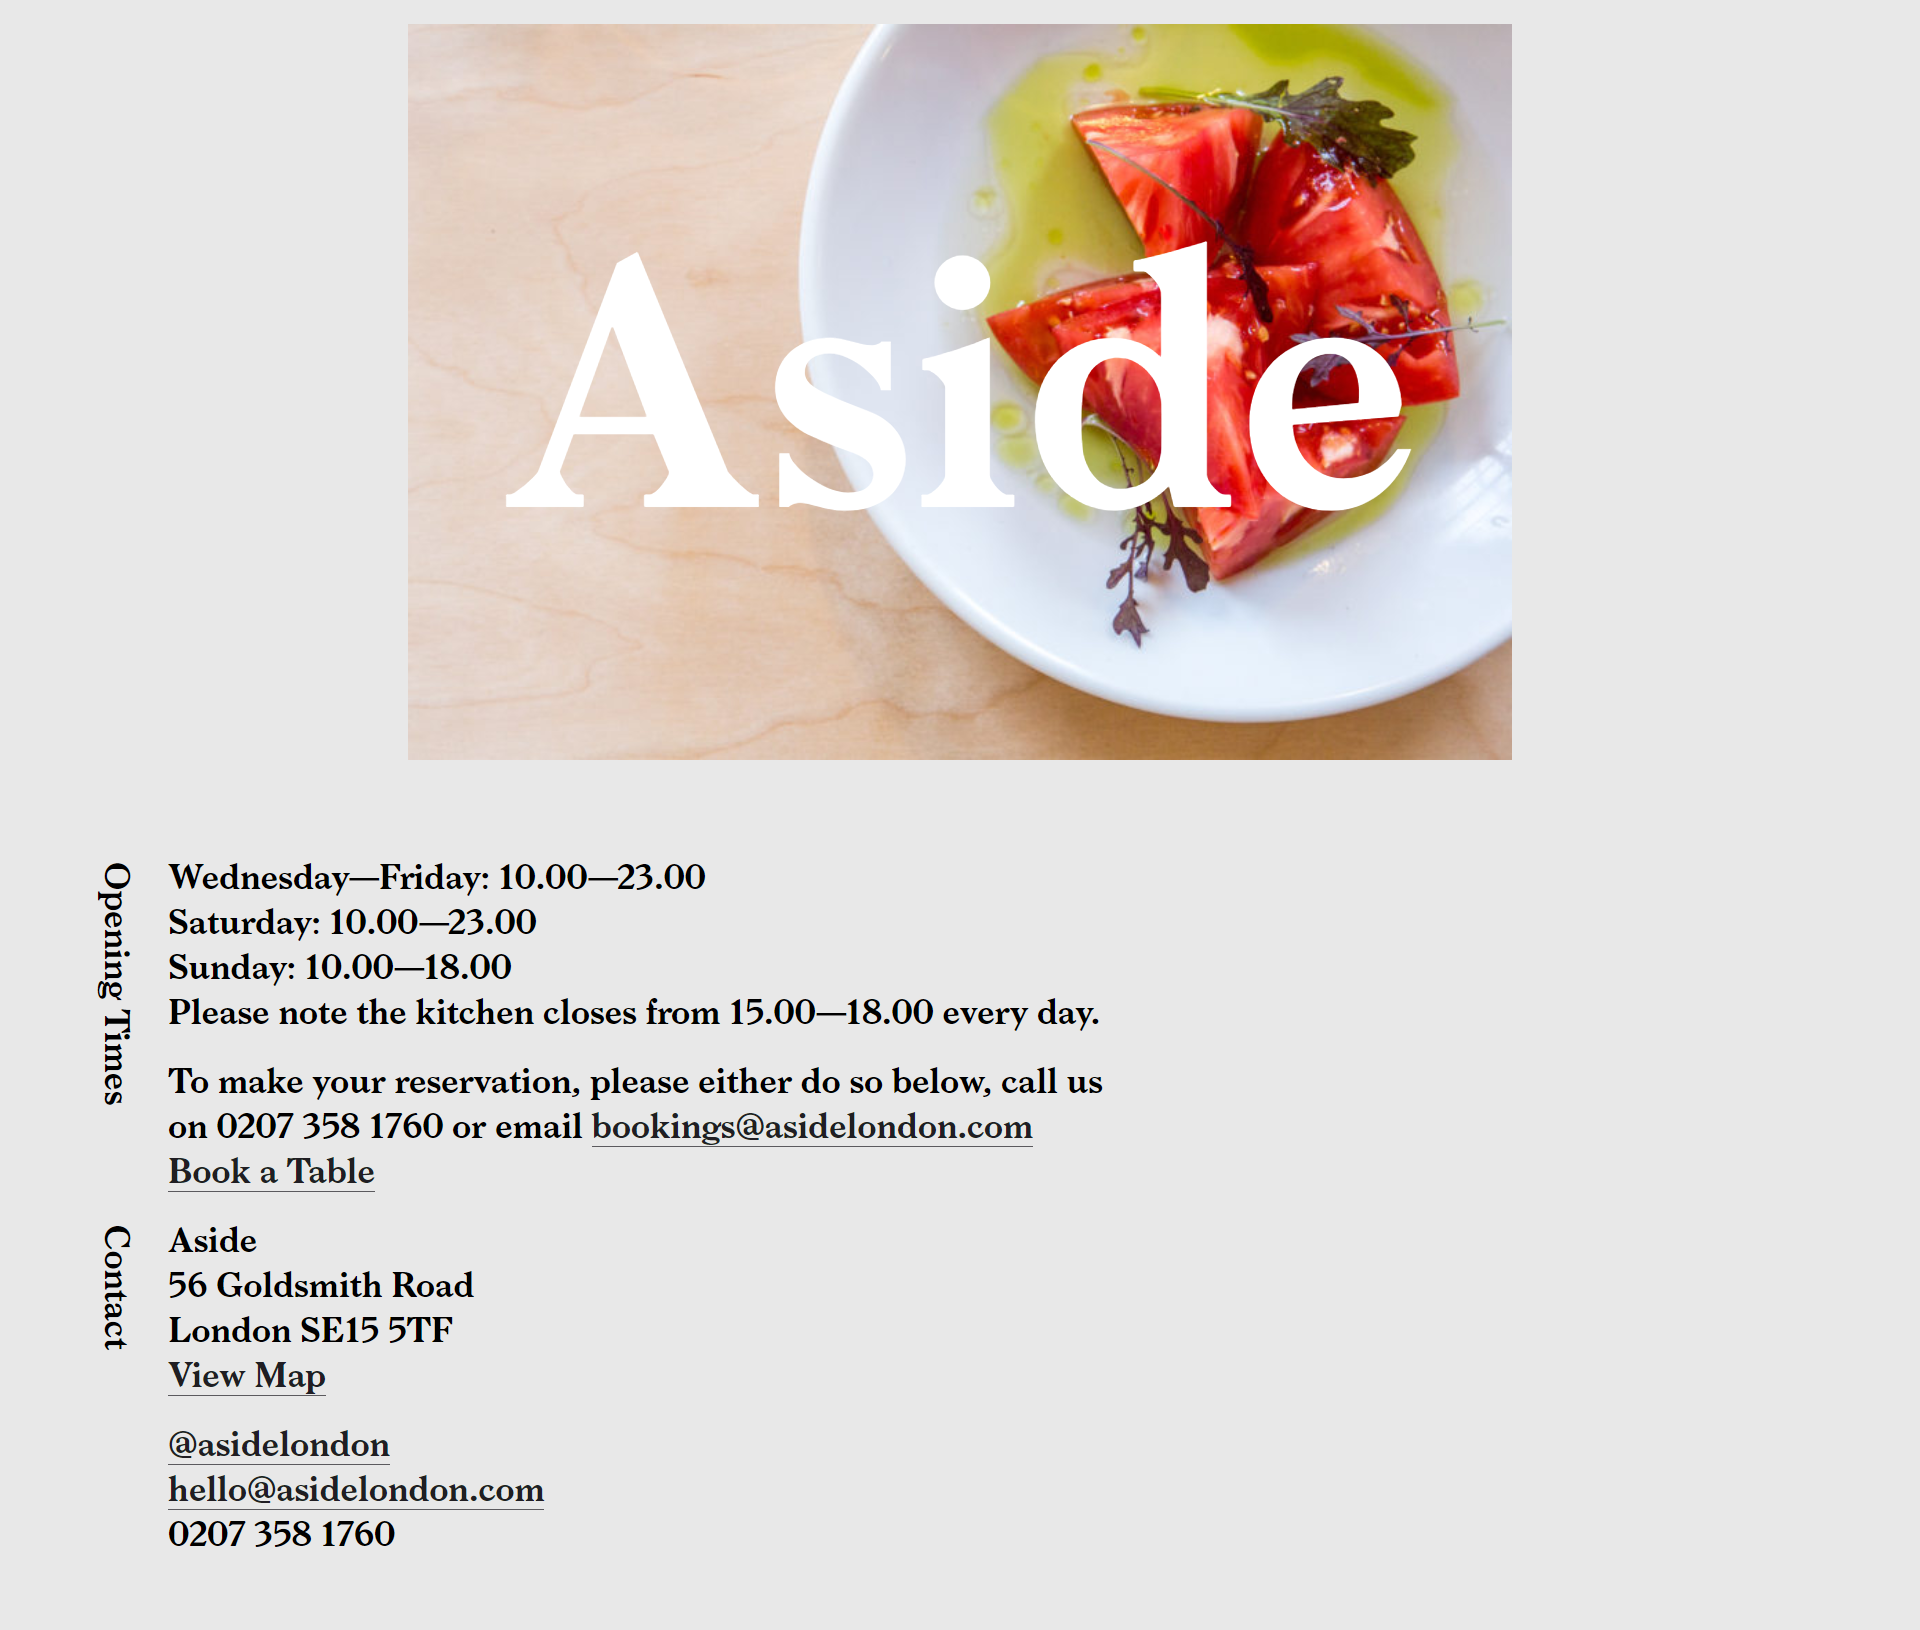 Aside
Opening Times
Wednesday—Friday: 10.00—23.00
Saturday: 10.00—23.00
Sunday: 10.00—18.00
Please note the kitchen closes from 15.00—18.00 every day.
To make your reservation, please either do so below, call us
on 0207 358 1760 or email bookings@asidelondon.com
Book a Table
Contact
Aside
56 Goldsmith Road
London SE15 5TF
View Map
@asidelondon
hello@asidelondon.com
0207 358 1760